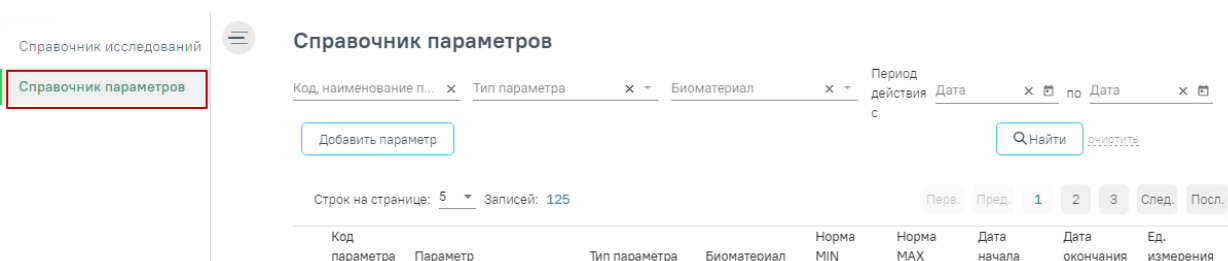 Справочник исследований
Справочник параметров
Справочник параметров
Код, наименование п...
Тип параметра
Биоматериал
Период
действия
с
Дата
по
Дата
Добавить параметр
Найти
очистить
Строк на странице: 5
Записей: 125
Перв. Пред. 1 2 3 След. Посл.
Код
параметра
Параметр
Тип параметра
Биоматериал
Норма
MIN
Норма
MAX
Дата
начала
Дата
окончания
Ед.
измерения